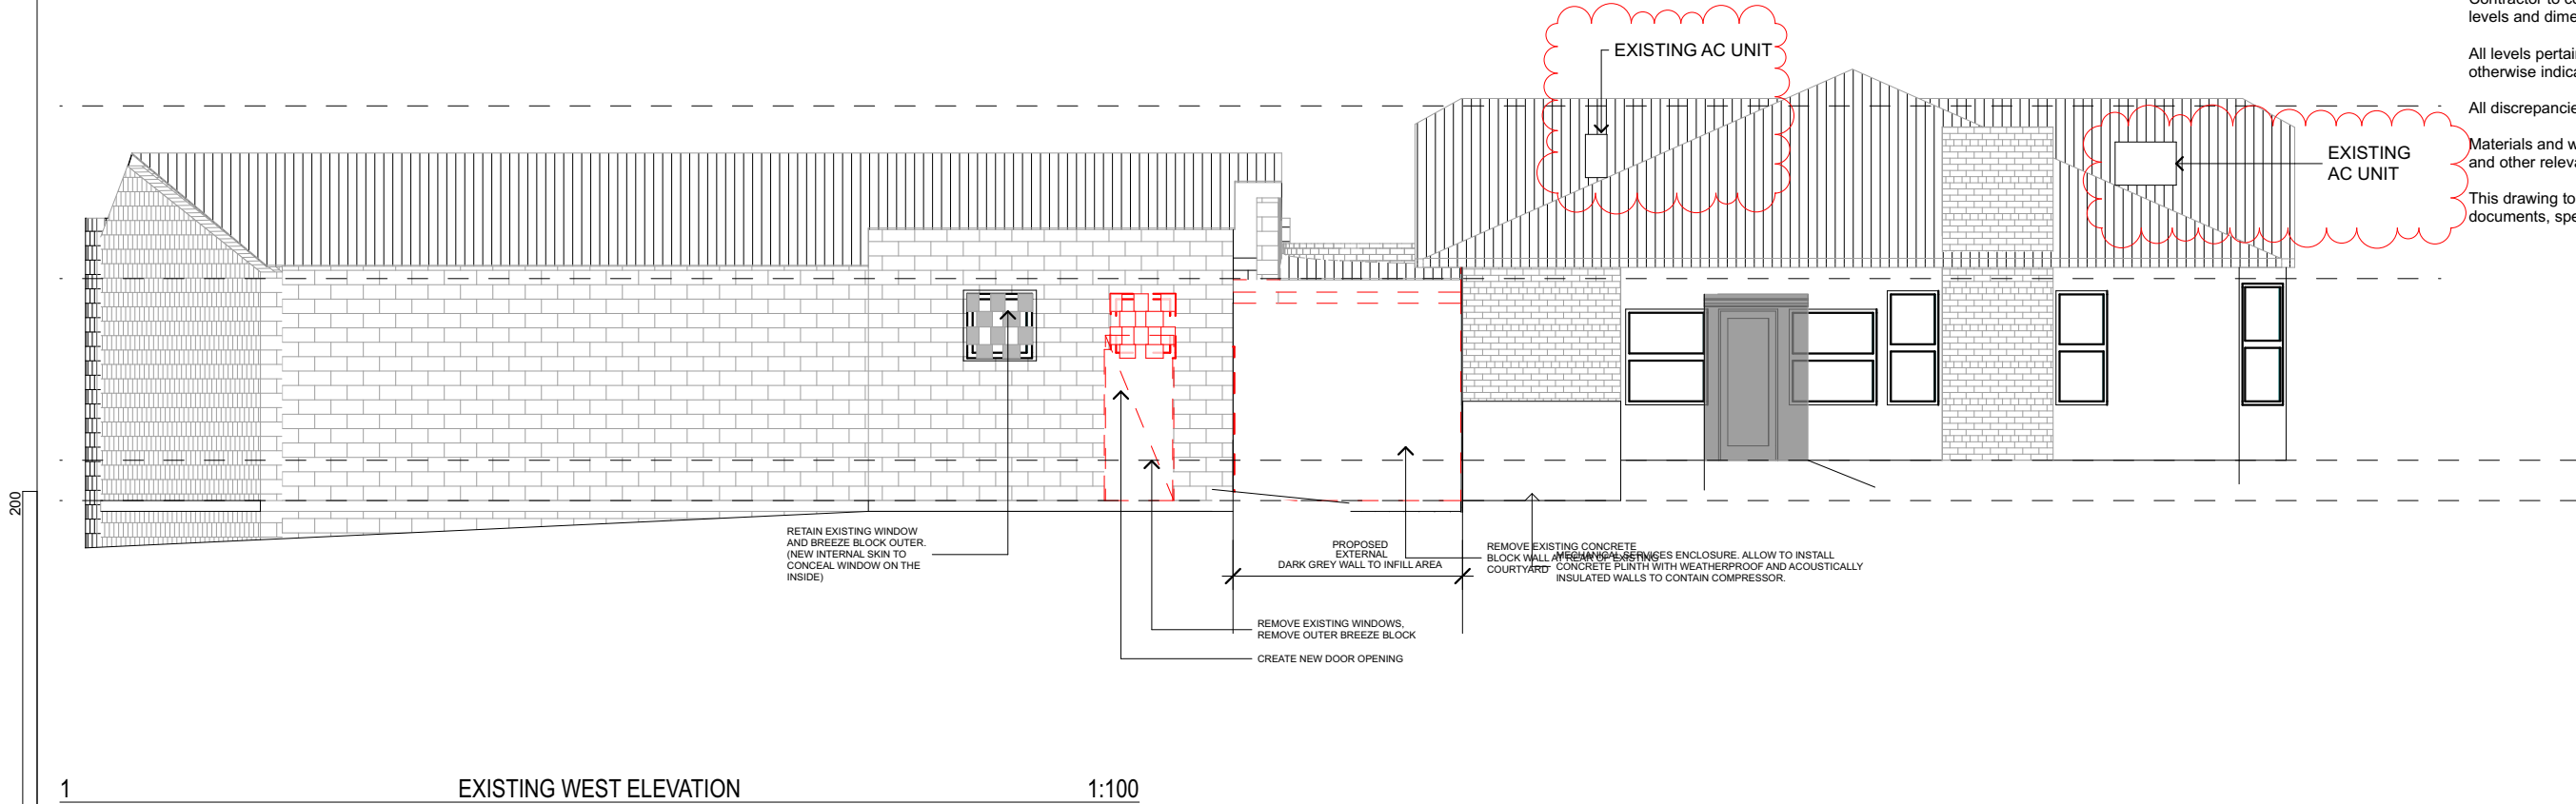 Contractor to c
levels and dime
All levels pertai
otherwise indica
All discrepancie
Materials and w
and other releva
This drawing to
documents, spe
EXISTING AC UNIT
EXISTING
AC UNIT
200
RETAIN EXISTING WINDOW
AND BREEZE BLOCK OUTER.
(NEW INTERNAL SKIN TO
CONCEAL WINDOW ON THE
INSIDE)
PROPOSED
EXTERNAL
DARK GREY WALL TO INFILL AREA
REMOVE EXISTING CONCRETE
BLOCK WALL AT REAR OF EXISTING
COURTYARD
MECHANICAL SERVICES ENCLOSURE. ALLOW TO INSTALL
CONCRETE PLINTH WITH WEATHERPROOF AND ACOUSTICALLY
INSULATED WALLS TO CONTAIN COMPRESSOR.
REMOVE EXISTING WINDOWS,
REMOVE OUTER BREEZE BLOCK
CREATE NEW DOOR OPENING
1 EXISTING WEST ELEVATION 1:100